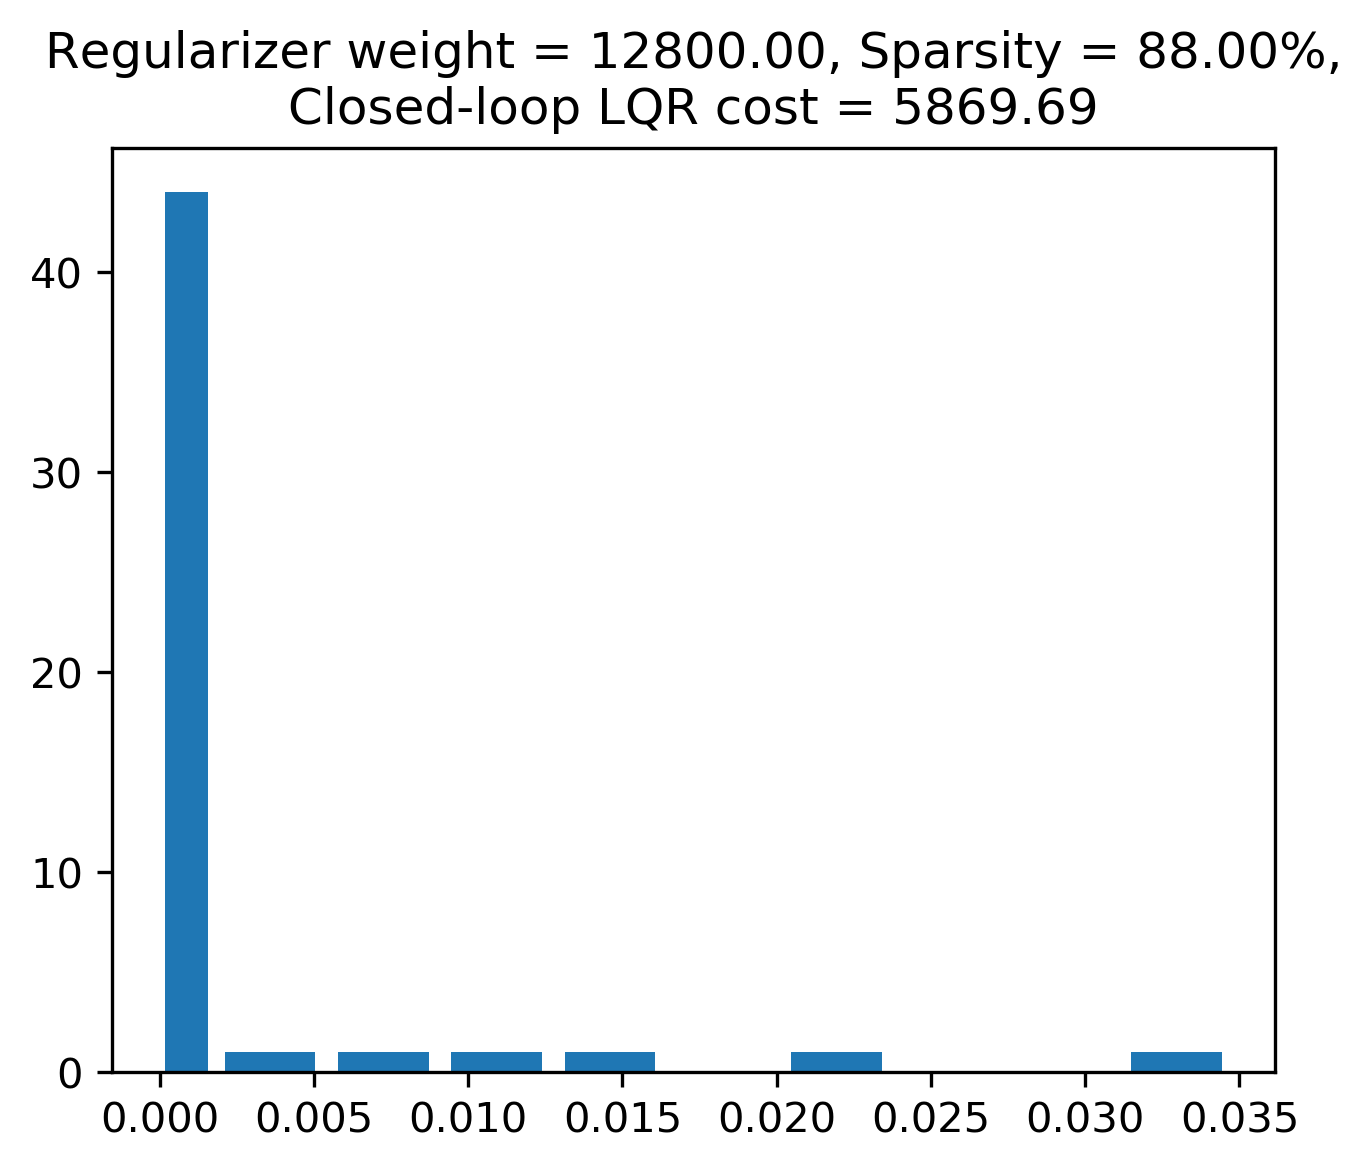 Regularizer weight = 12800.00, Sparsity = 88.00%,
Closed-loop LQR cost = 5869.69
40
30
20
10
0
0.000 0.005 0.010 0.015 0.020 0.025 0.030 0.035